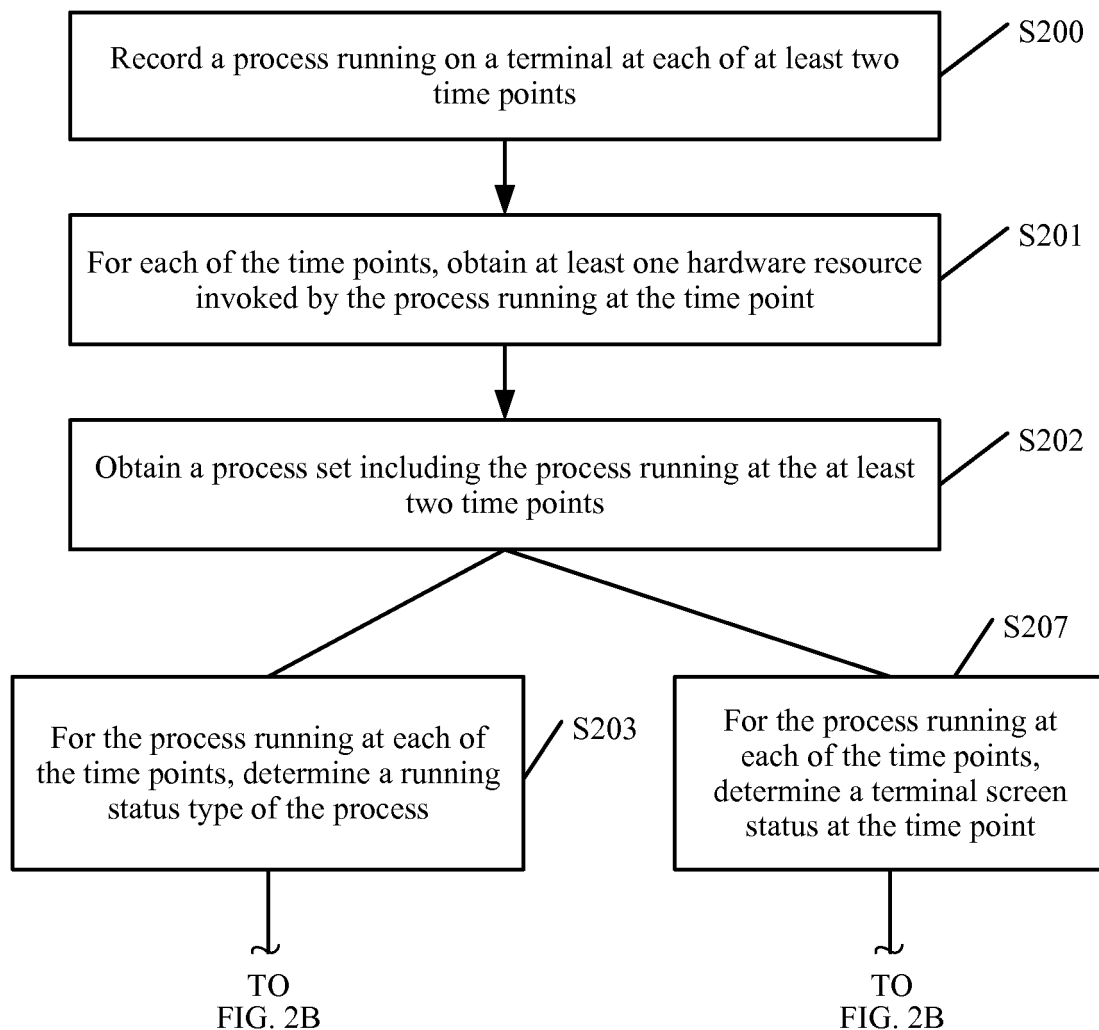 S200
Record a process running on a terminal at each of at least two
time points
S201
For each of the time points, obtain at least one hardware resource
invoked by the process running at the time point
S202
Obtain a process set including the process running at the at least
two time points
S207
S203
For the process running at each of
the time points, determine a running
status type of the process
For the process running at
each of the time points,
determine a terminal screen
status at the time point
TO
FIG. 2B
TO
FIG. 2B